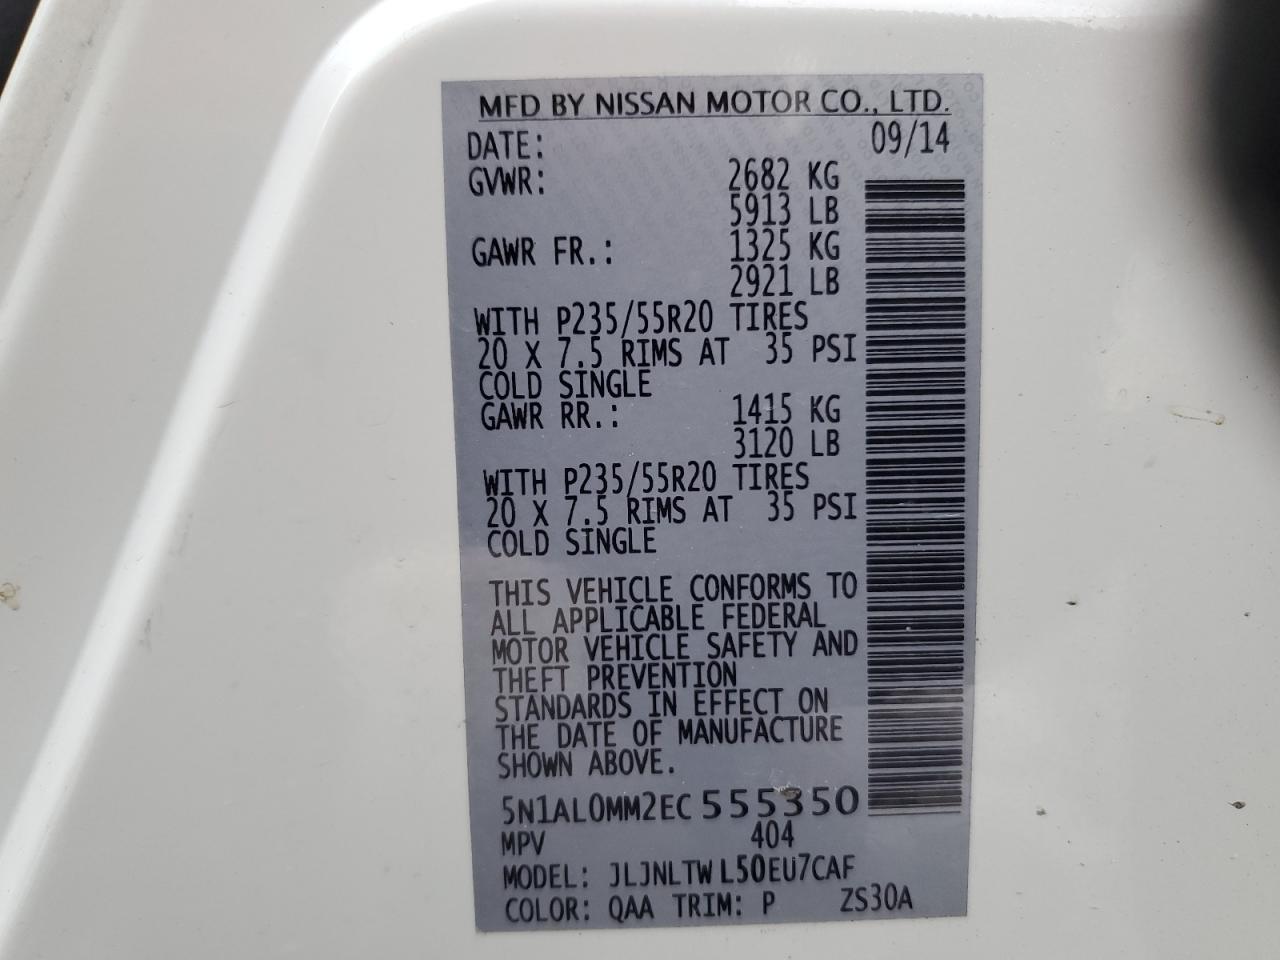 MFD BY NISSAN MOTOR CO., LTD.
DATE: 09/14
GVWR: 2682 KG
5913 LB
GAWR FR.: 1325 KG
2921 LB
WITH P235/55R20 TIRES
20 X 7.5 RIMS AT 35 PSI
COLD SINGLE
GAWR RR.: 1415 KG
3120 LB
WITH P235/55R20 TIRES
20 X 7.5 RIMS AT 35 PSI
COLD SINGLE
THIS VEHICLE CONFORMS TO
ALL APPLICABLE FEDERAL
MOTOR VEHICLE SAFETY AND
THEFT PREVENTION
STANDARDS IN EFFECT ON
THE DATE OF MANUFACTURE
SHOWN ABOVE.
5N1AL0MM2EC555350
MPV 404
MODEL: JLJNLTW L50EU7CAF
COLOR: QAA TRIM: P ZS30A